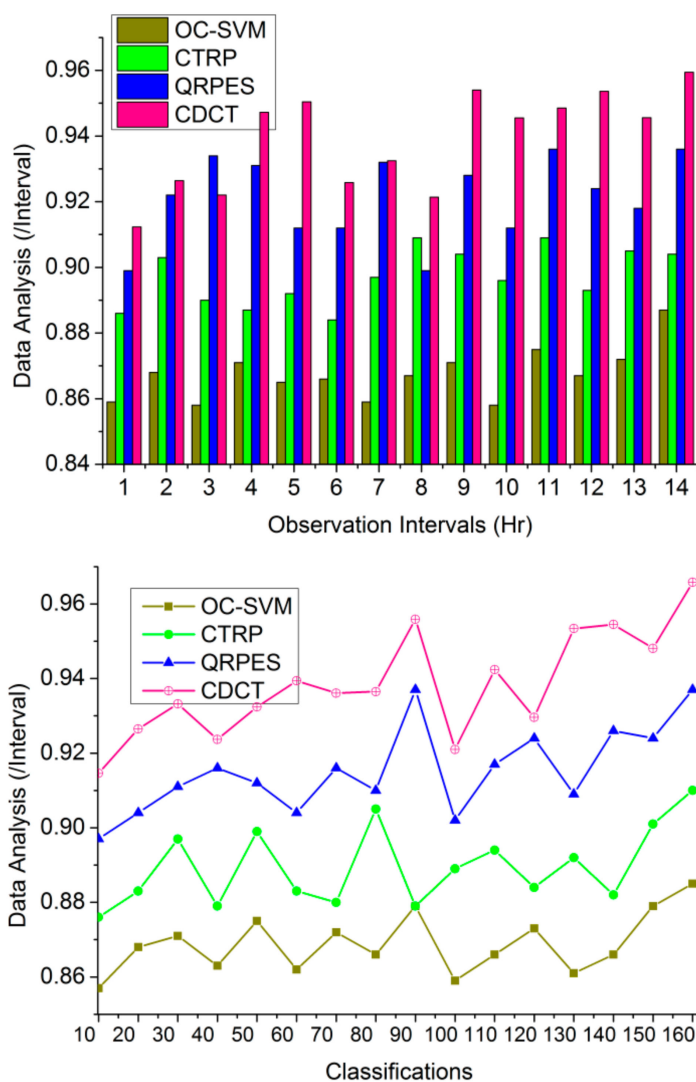 OC-SVM
CTRP
QRPES
CDCT
Data Analysis (/Interval)
0.96
0.94
0.92
0.90
0.88
0.86
0.84
1 2 3 4 5 6 7 8 9 10 11 12 13 14
Observation Intervals (Hr)
OC-SVM
CTRP
QRPES
CDCT
Data Analysis (/Interval)
0.96
0.94
0.92
0.90
0.88
0.86
10 20 30 40 50 60 70 80 90 100 110 120 130 140 150 160
Classifications